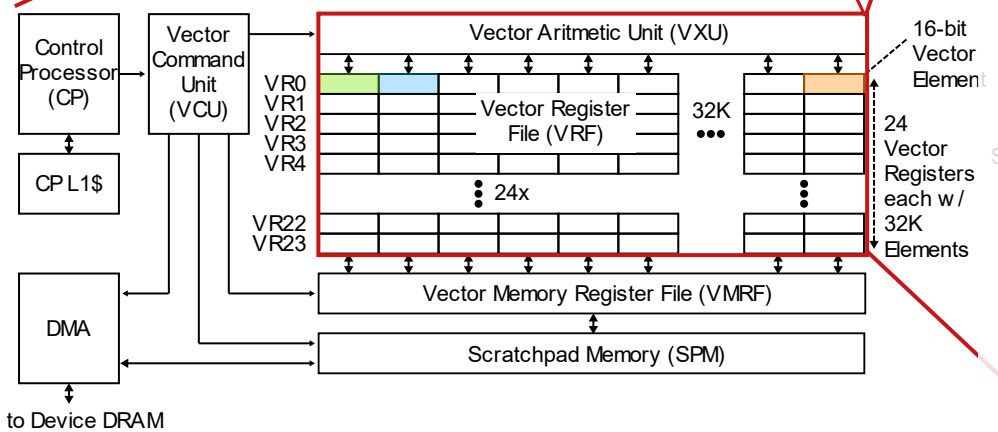 Control
Processor
(CP)
CP L1$
Vector
Command
Unit
(VCU)
Vector Aritmetic Unit (VXU)
VR0
VR1
VR2
VR3
VR4
Vector Register
File (VRF)
32K
24x
VR22
VR23
16-bit
Vector
Element
24
Vector
Registers
each w/
32K
Elements
S
Vector Memory Register File (VMRF)
DMA
Scratchpad Memory (SPM)
to Device DRAM